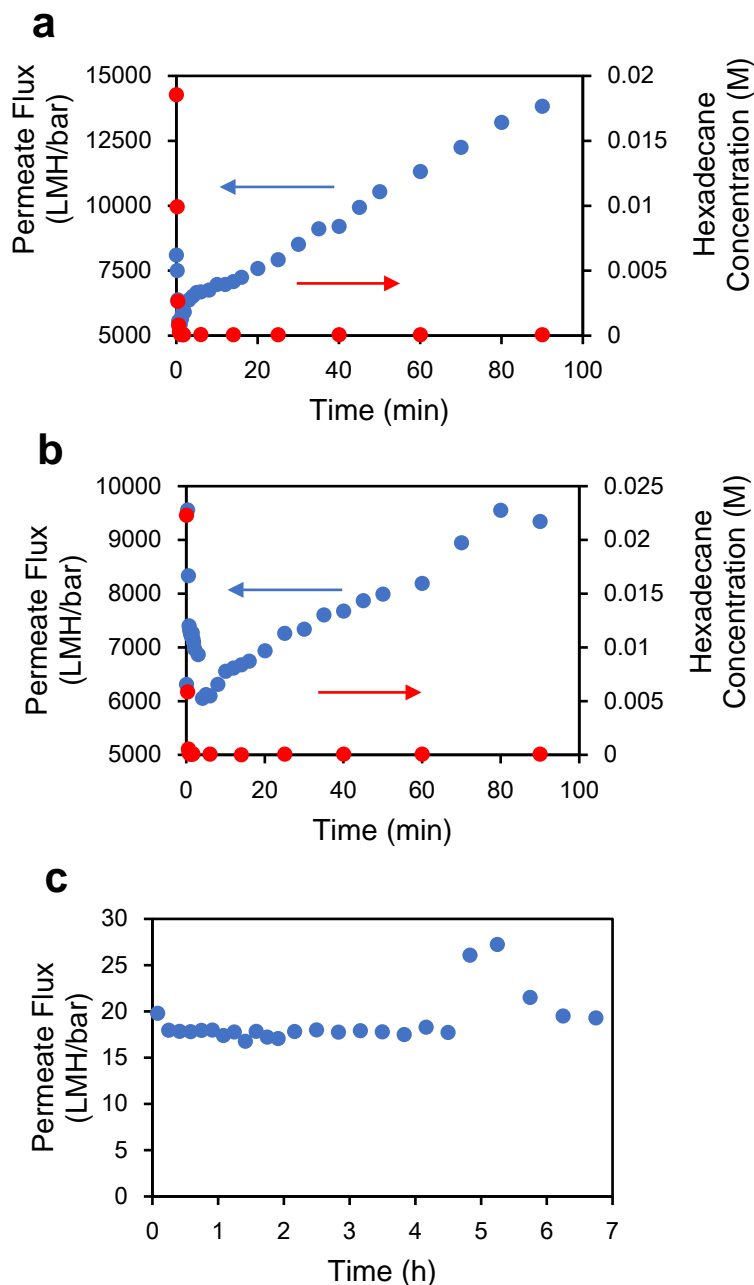 a
15000
12500
10000
7500
5000
0.02
0.015
0.01
0.005
0
0 20 40 60 80 100
Permeate Flux
(LMH/bar)
Hexadecane
Concentration (M)
Time (min)
b
10000
9000
8000
7000
6000
5000
0.025
0.02
0.015
0.01
0.005
0
0 20 40 60 80 100
Permeate Flux
(LMH/bar)
Hexadecane
Concentration (M)
Time (min)
c
30
25
20
15
10
5
0
0 1 2 3 4 5 6 7
Permeate Flux
(LMH/bar)
Time (h)